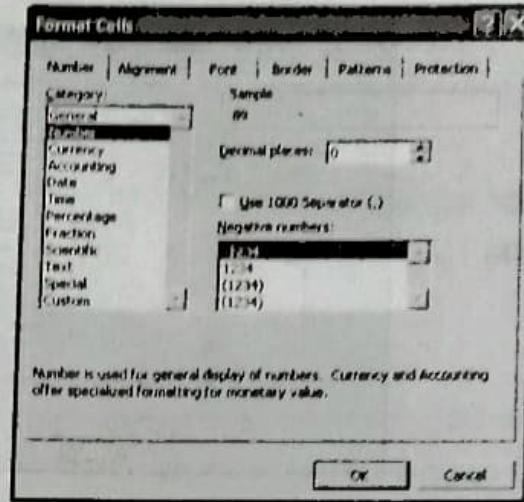 Format Cells
Number Alignment Font Border Patterns Protection
Category:
General
Number
Currency
Accounting
Date
Time
Percentage
Fraction
Scientific
Text
Special
Custom
Sample
89
Decimal places: 0
Use 1000 Separator (,)
Negative numbers:
-1234
1234
(1234)
(1234)
Number is used for general display of numbers. Currency and Accounting
offer specialized formatting for monetary value.
OK Cancel